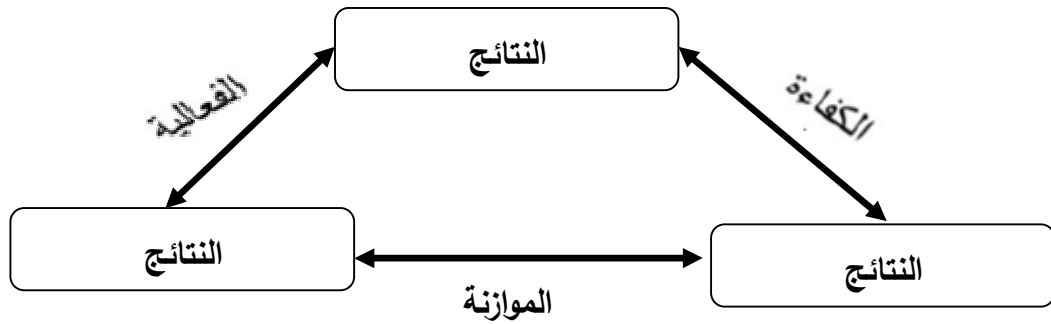 النتائج
الكفاءة
الفعالية
النتائج
النتائج
الموازنة